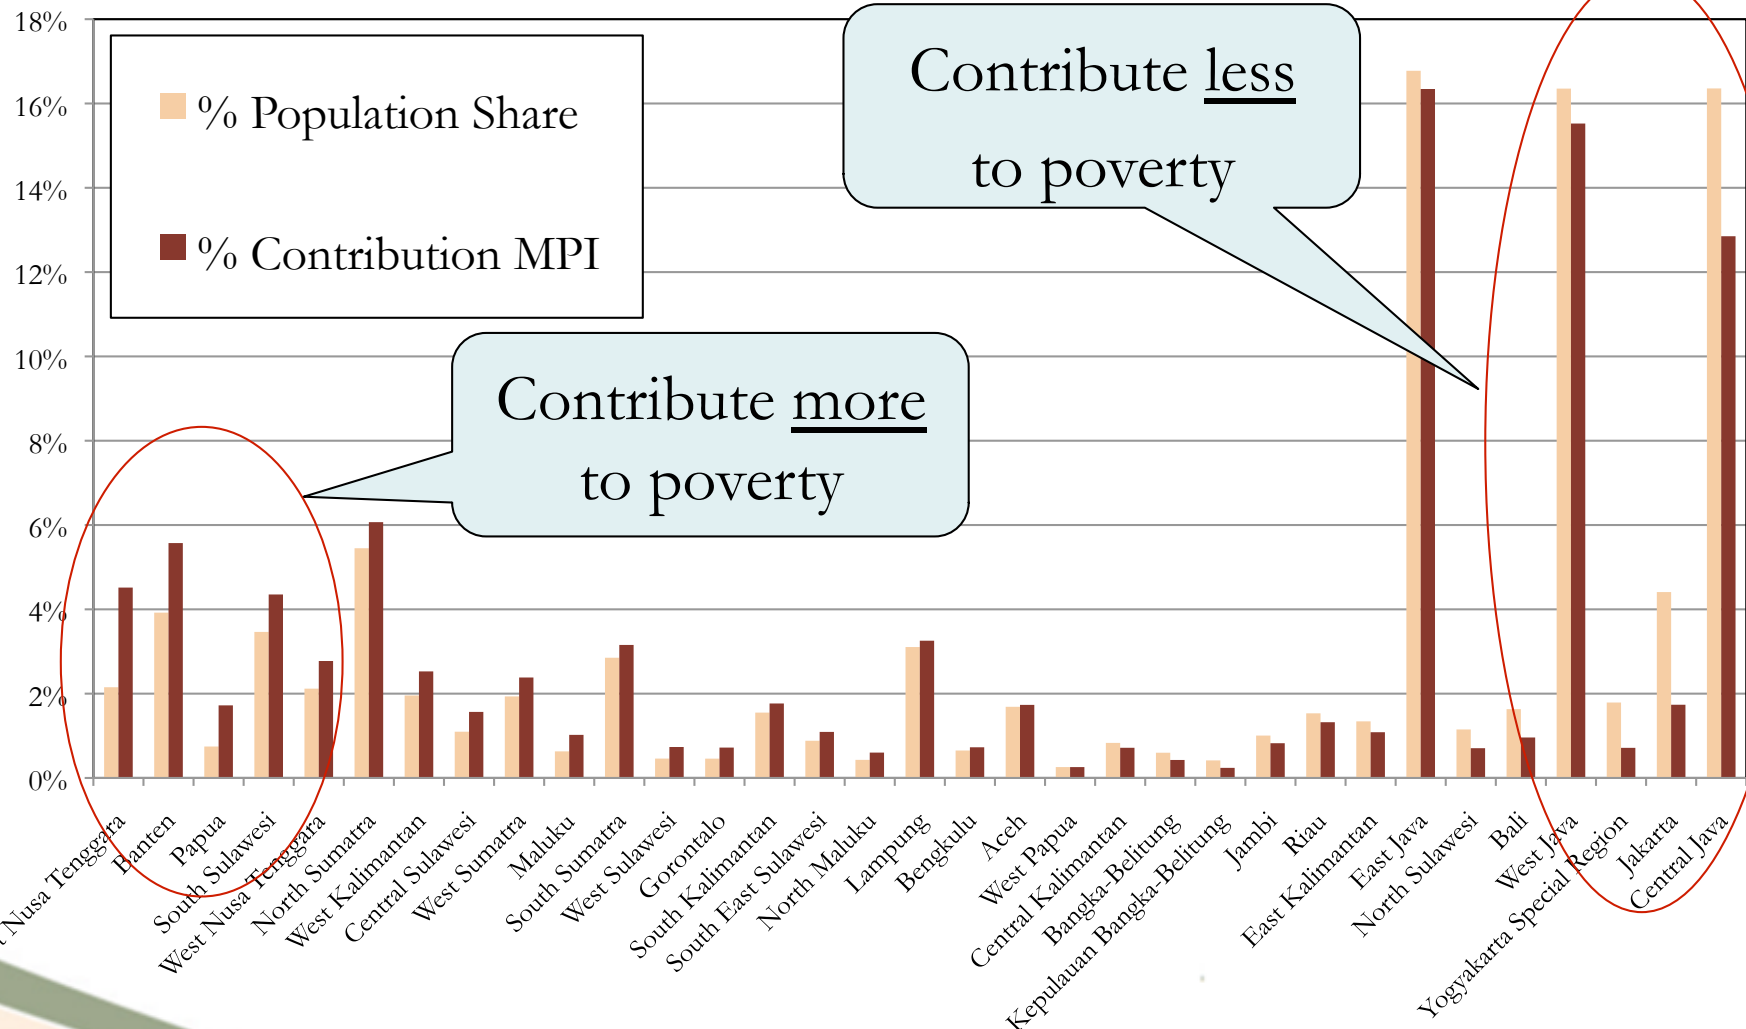 18%
16%
14%
12%
10%
8%
6%
4%
2%
0%
% Population Share
% Contribution MPI
Contribute less
to poverty
Contribute more
to poverty
Nusa Tenggara
Banten
Papua
South Sulawesi
West Nusa Tenggara
North Sumatra
West Kalimantan
Central Sulawesi
West Sumatra
Maluku
South Sumatra
West Sulawesi
Gorontalo
South Kalimantan
South East Sulawesi
North Maluku
Lampung
Bengkulu
Aceh
West Papua
Central Kalimantan
Bangka-Belitung
Kepulauan Bangka-Belitung
Jambi
Riau
East Kalimantan
East Java
North Sulawesi
Bali
West Java
Yogyakarta Special Region
Jakarta
Central Java